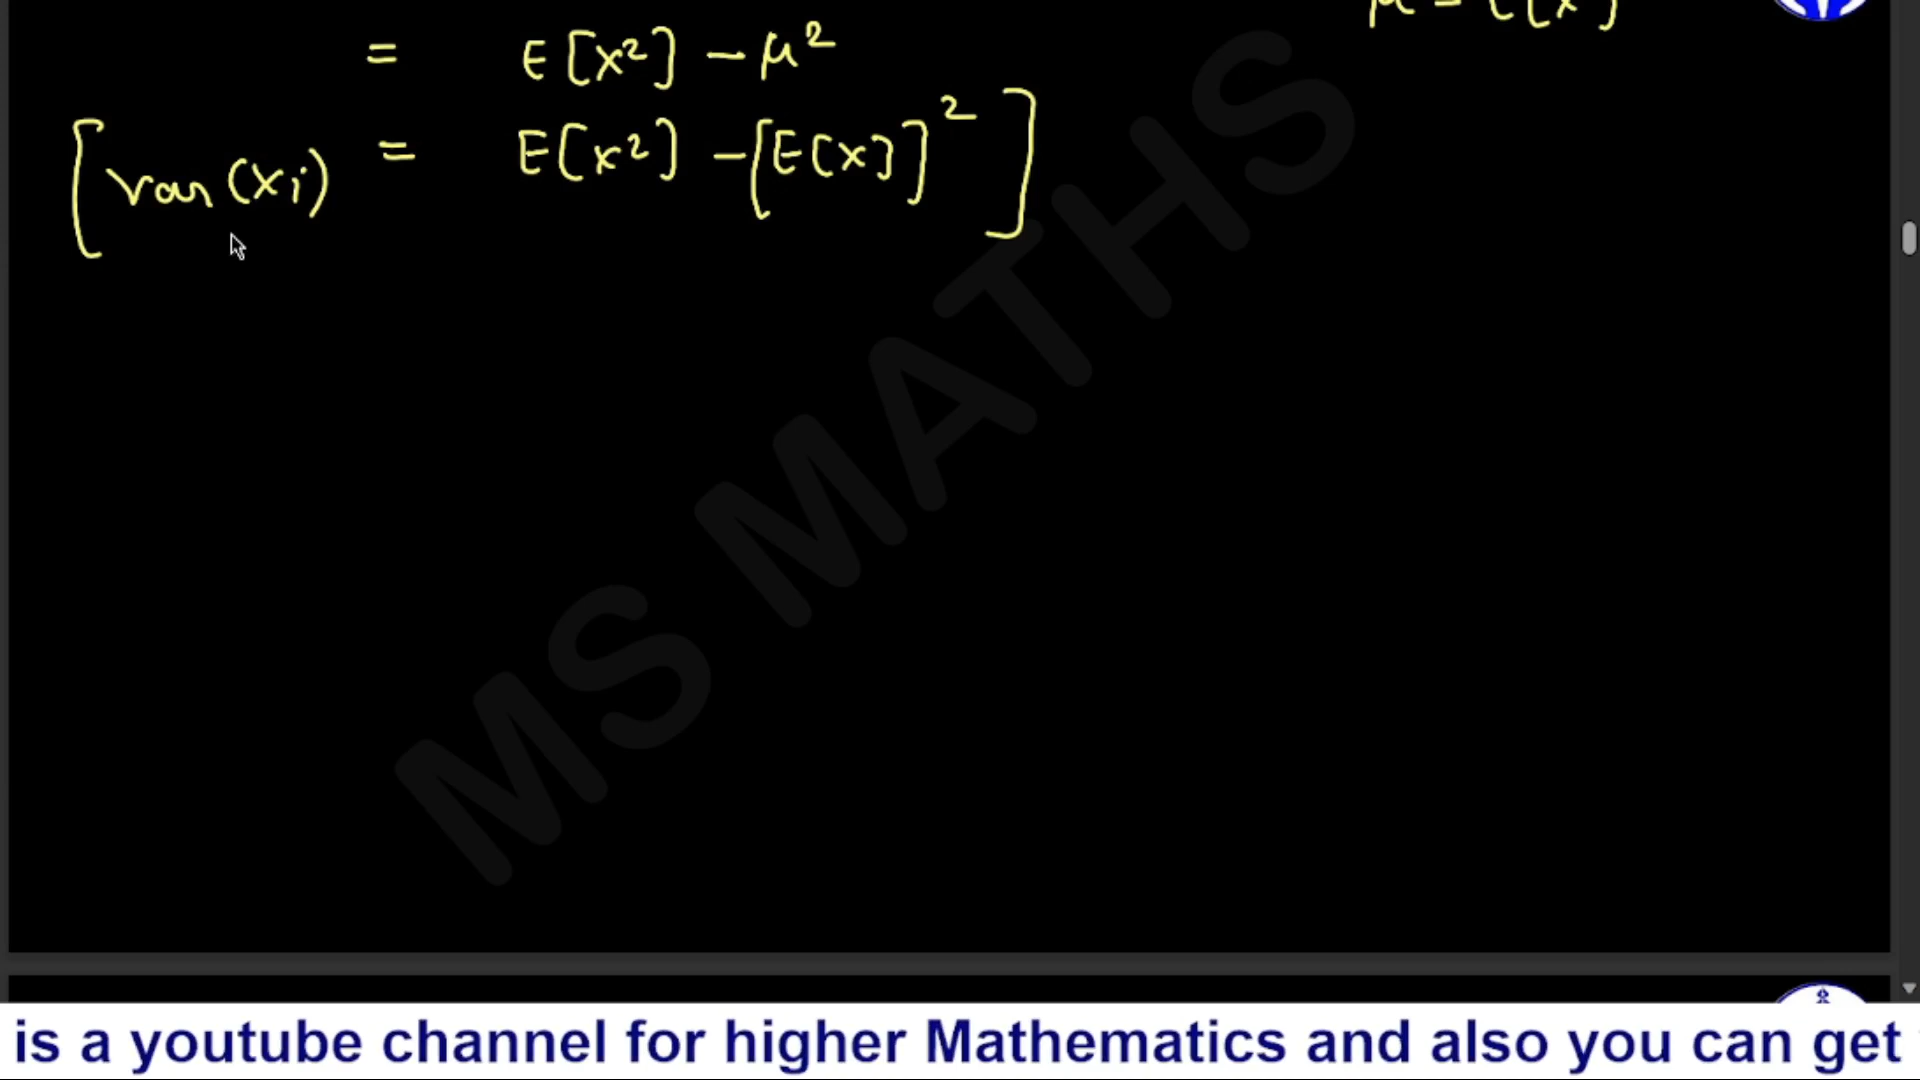 μ = E[x]
= E[x²] - μ²
[var(xi) = E[x²] - [E[x]]²]
MS MATHS
is a youtube channel for higher Mathematics and also you can get